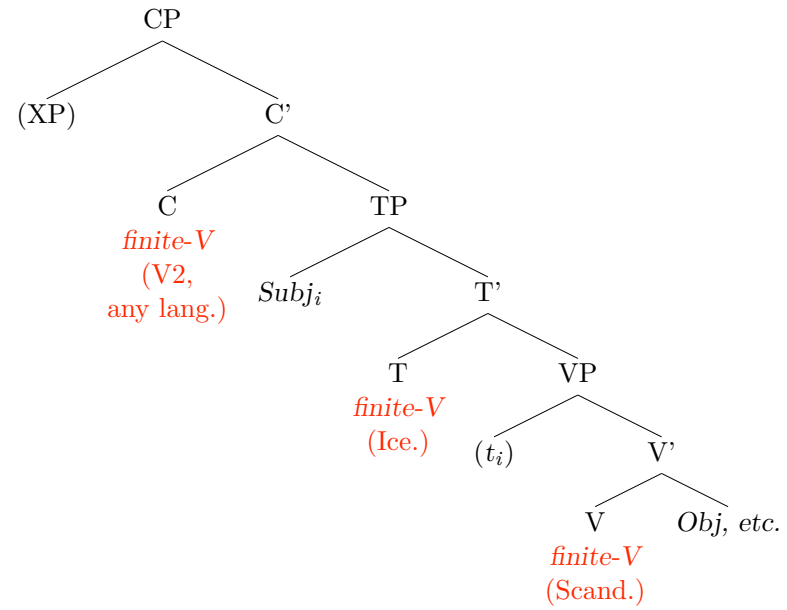 CP
(XP)
C'
C
TP
finite-V
(V2,
any lang.)
Subj_i
T'
T
VP
finite-V
(Ice.)
(t_i)
V'
V
Obj, etc.
finite-V
(Scand.)